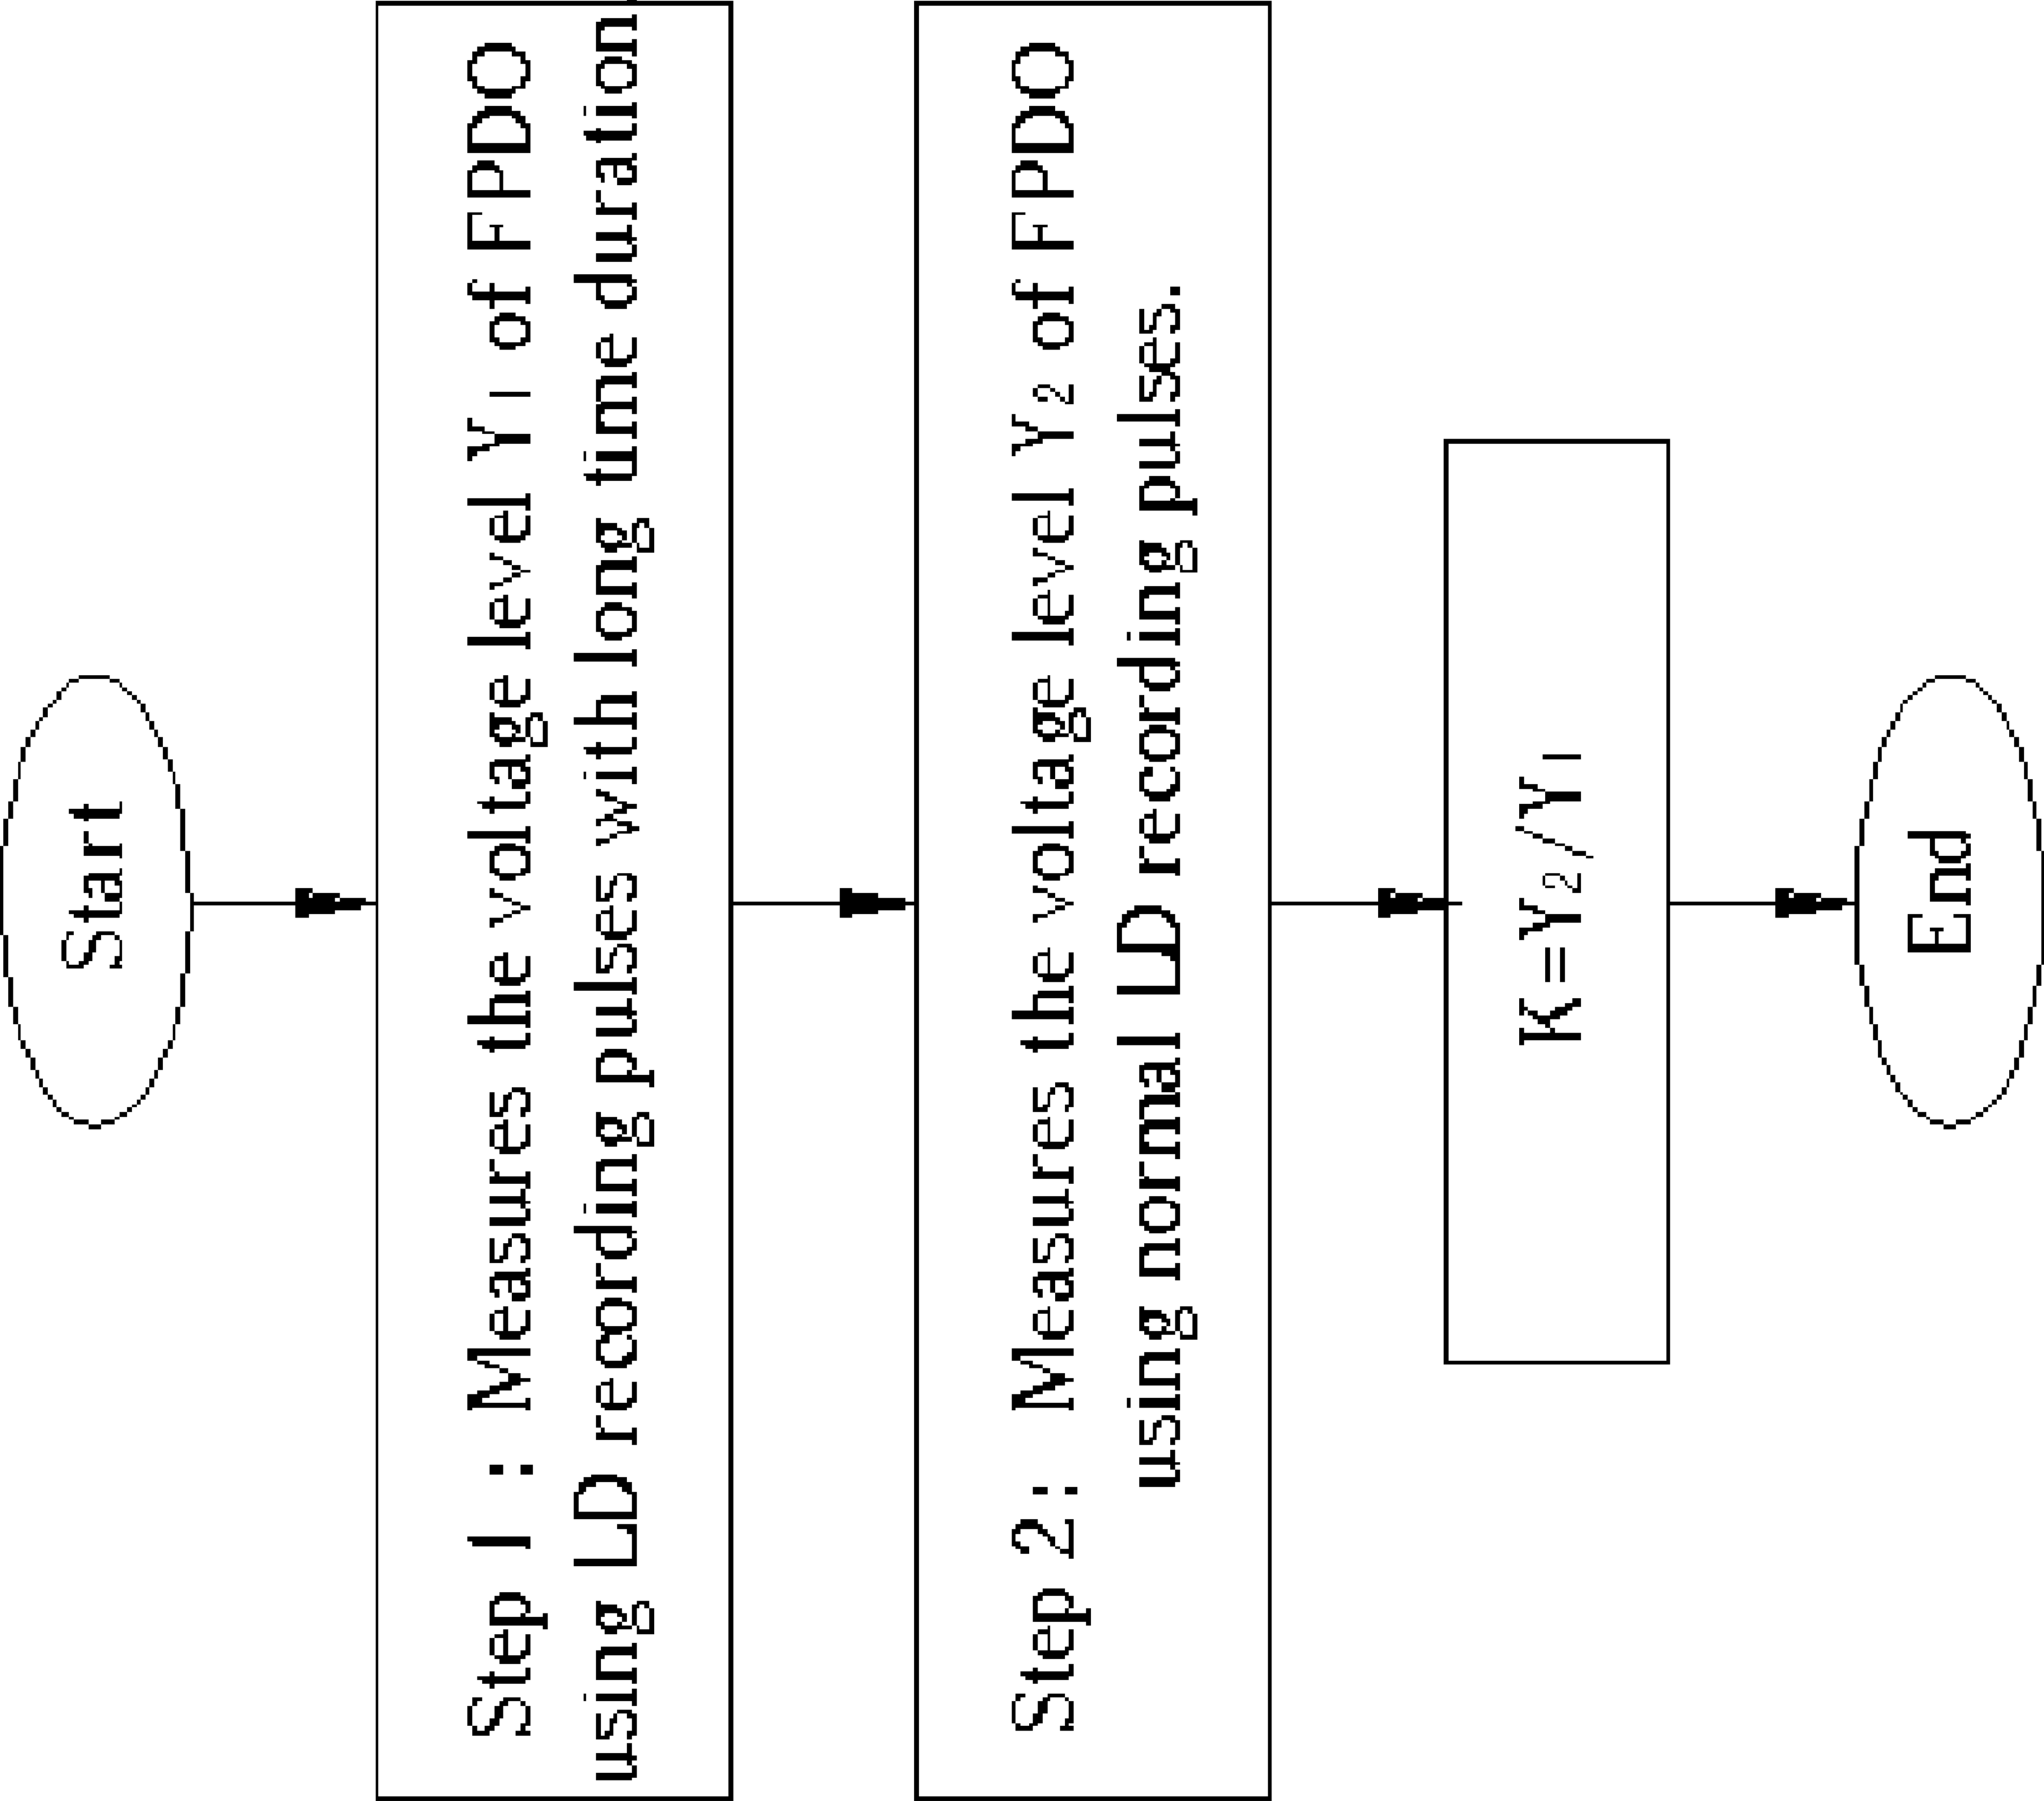 Start
Step 1 : Measures the voltage level Y₁ of FPDO
using LD recording pulses with long time duration
Step 2: Measures the voltage level Y₂ of FPDO
using normal LD recording pulses.
K=Y₂/Y₁
End